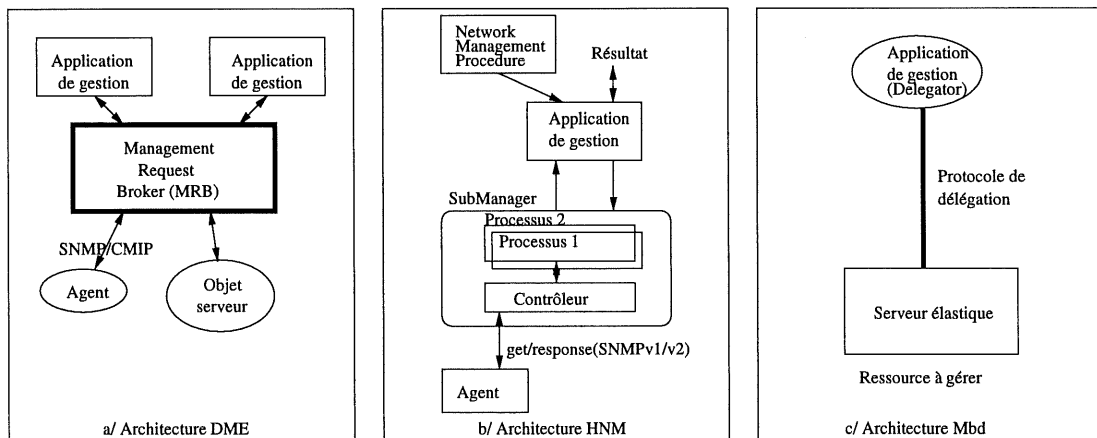 Application
de gestion
Application
de gestion
Management
Request
Broker (MRB)
SNMP/CMIP
Agent
Objet
serveur
a/ Architecture DME
Network
Management
Procedure
Résultat
Application
de gestion
SubManager
Processus 2
Processus 1
Contrôleur
get/response(SNMPv1/v2)
Agent
b/ Architecture HNM
Application
de gestion
(Delegator)
Protocole de
délégation
Serveur élastique
Ressource à gérer
c/ Architecture Mbd